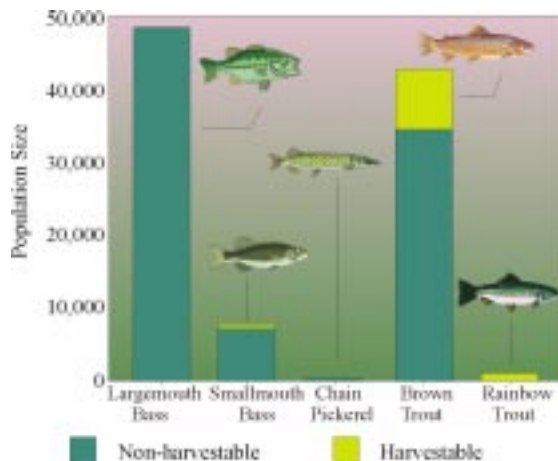 50,000
40,000
30,000
20,000
10,000
0
Population Size
Largemouth Bass
Smallmouth Bass
Chain Pickerel
Brown Trout
Rainbow Trout
Non-harvestable
Harvestable